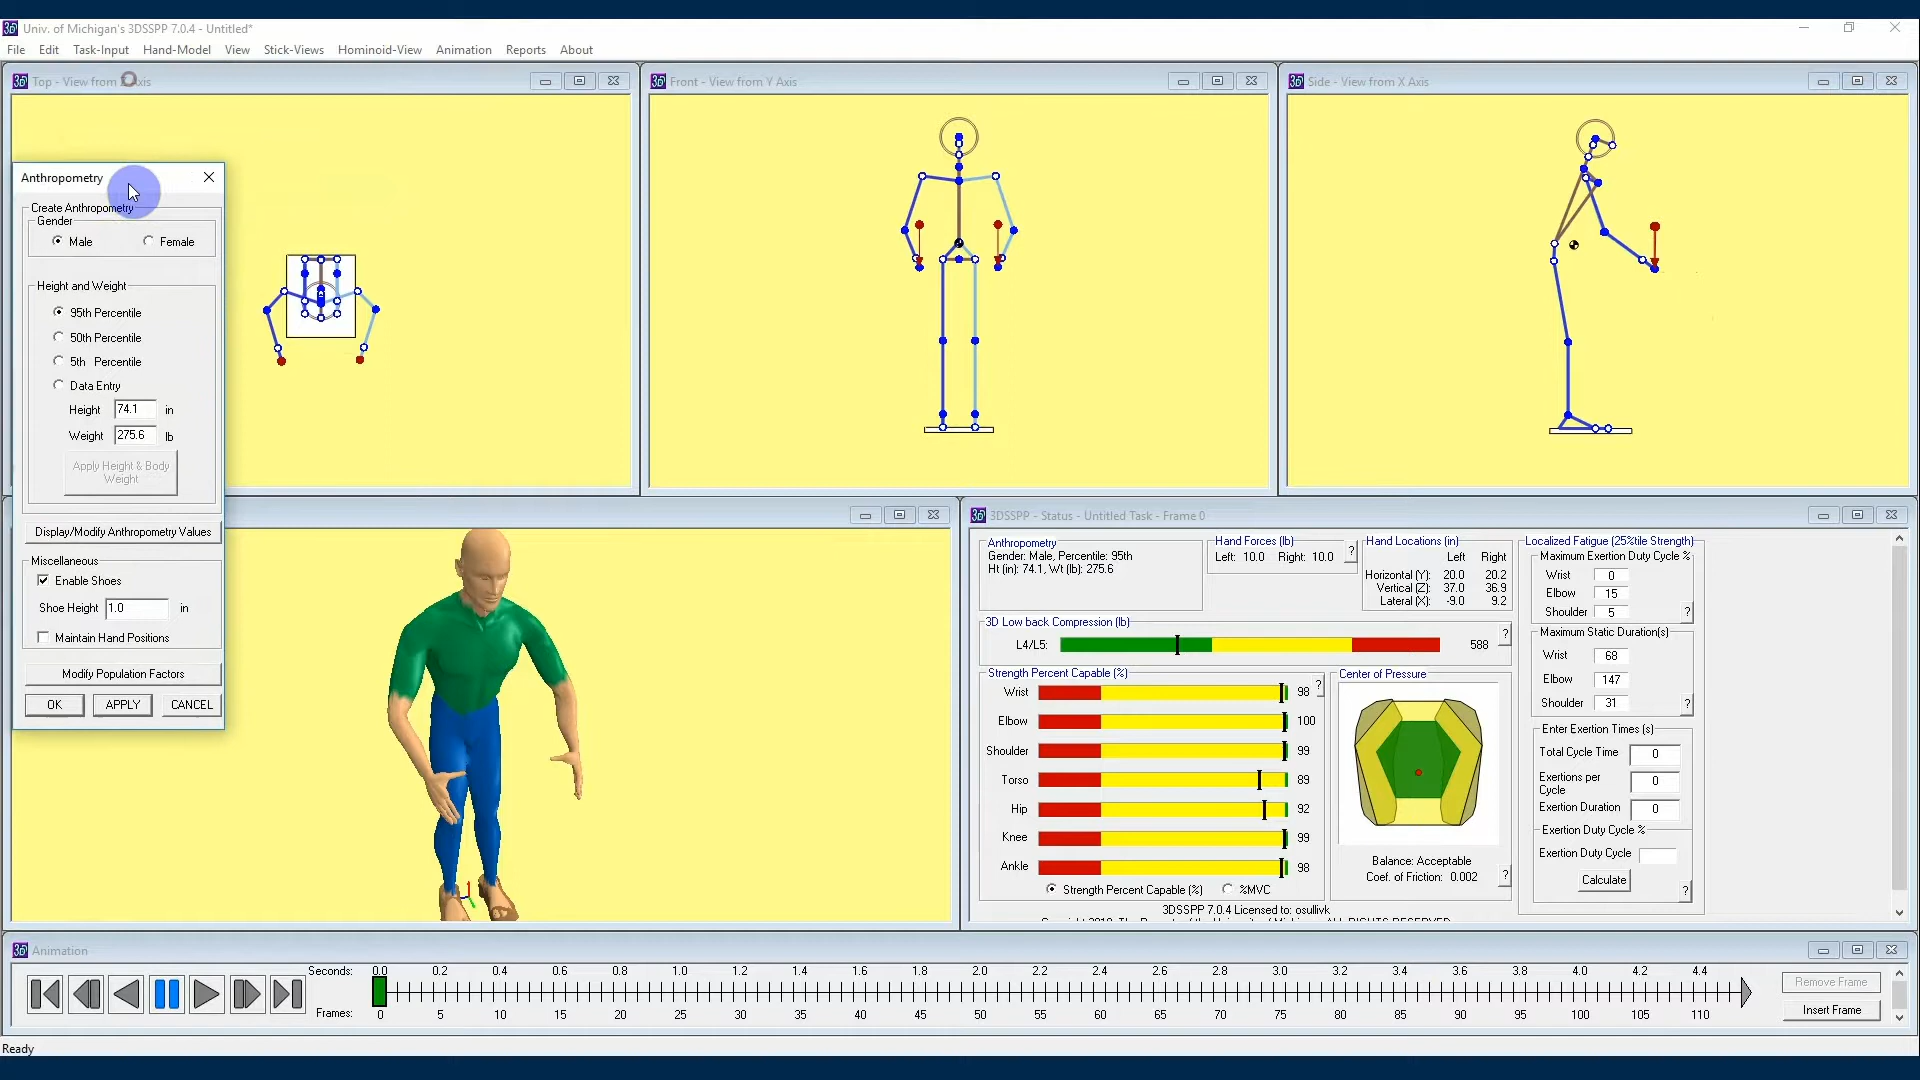 Univ. of Michigan's 3DSSPP 7.0.4 - Untitled*
File Edit Task-Input Hand-Model View Stick-Views Hominoid-View Animation Reports About
Top - View from Z Axis
Front - View from Y Axis
Side - View from X Axis
Anthropometry
Create Anthropometry
Gender
Male Female
Height and Weight
95th Percentile
50th Percentile
5th Percentile
Data Entry
Height 74.1 in
Weight 275.6 lb
Apply Height & Body
Weight
Display/Modify Anthropometry Values
Miscellaneous
Enable Shoes
Shoe Height 1.0 in
Maintain Hand Positions
Modify Population Factors
OK APPLY CANCEL
3DSSPP - Status - Untitled Task - Frame 0
Anthropometry
Gender: Male, Percentile: 95th
Ht (in): 74.1, Wt (lb): 275.6
Hand Forces (lb)
Left: 10.0 Right: 10.0 ?
Hand Locations (in)
Left Right
Horizontal (Y): 20.0 20.2
Vertical (Z): 37.0 36.9
Lateral (X): -9.0 9.2
3D Low back Compression (lb)
L4/L5: 588 ?
Strength Percent Capable (%)
Wrist 98 ?
Elbow 100
Shoulder 99
Torso 89
Hip 92
Knee 99
Ankle 98
Strength Percent Capable (%) %MVC
Center of Pressure
Balance: Acceptable
Coef. of Friction: 0.002 ?
3DSSPP 7.0.4 Licensed to: osullivk
Localized Fatigue (25%tile Strength)
Maximum Exertion Duty Cycle %
Wrist 0
Elbow 15
Shoulder 5 ?
Maximum Static Duration(s)
Wrist 68
Elbow 147
Shoulder 31 ?
Enter Exertion Times (s)
Total Cycle Time 0
Exertions per
Cycle 0
Exertion Duration 0
Exertion Duty Cycle %
Exertion Duty Cycle
Calculate ?
Animation
Seconds: 0.0 0.2 0.4 0.6 0.8 1.0 1.2 1.4 1.6 1.8 2.0 2.2 2.4 2.6 2.8 3.0 3.2 3.4 3.6 3.8 4.0 4.2 4.4
Frames: 0 5 10 15 20 25 30 35 40 45 50 55 60 65 70 75 80 85 90 95 100 105 110
Remove Frame
Insert Frame
Ready